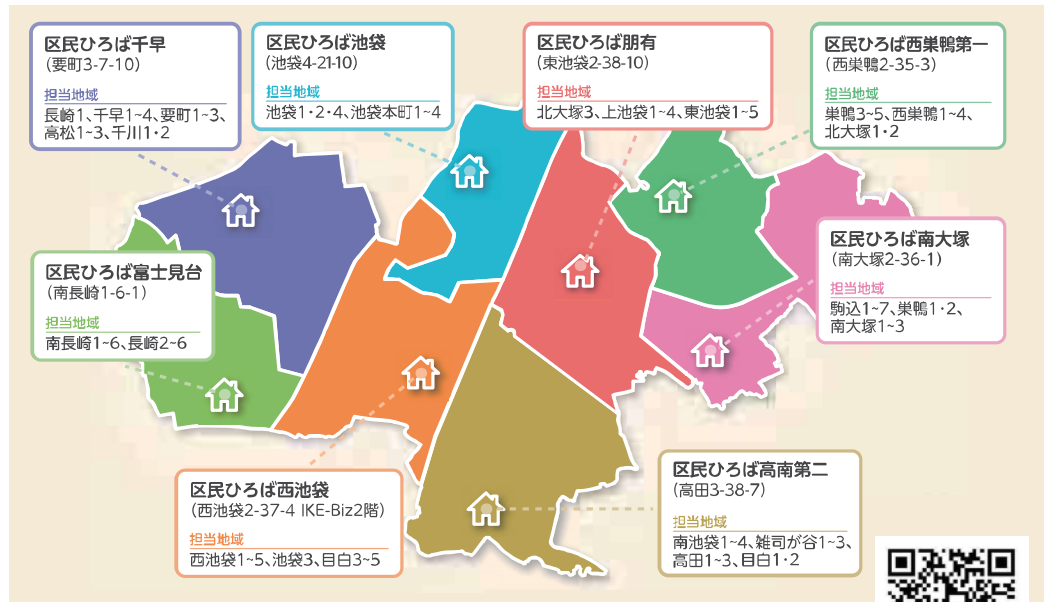 区民ひろば千早
(要町3-7-10)
担当地域
長崎1、千早1~4、要町1~3、
高松1~3、千川1・2
区民ひろば池袋
(池袋4-21-10)
担当地域
池袋1・2・4、池袋本町1~4
区民ひろば朋有
(東池袋2-38-10)
担当地域
北大塚3、上池袋1~4、東池袋1~5
区民ひろば西巣鴨第一
(西巣鴨2-35-3)
担当地域
巣鴨3~5、西巣鴨1~4、
北大塚1・2
区民ひろば富士見台
(南長崎1-6-1)
担当地域
南長崎1~6、長崎2~6
区民ひろば南大塚
(南大塚2-36-1)
担当地域
駒込1~7、巣鴨1・2、
南大塚1~3
区民ひろば西池袋
(西池袋2-37-4 IKE-Biz2階)
担当地域
西池袋1~5、池袋3、目白3~5
区民ひろば高南第二
(高田3-38-7)
担当地域
南池袋1~4、雑司が谷1~3、
高田1~3、目白1・2